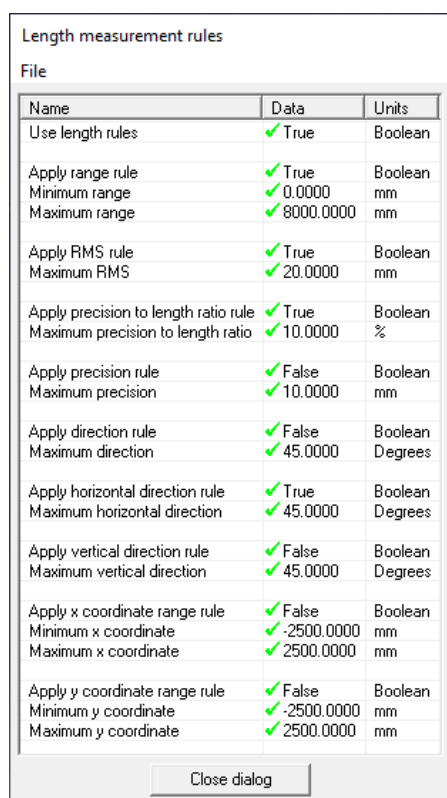 Length measurement rules
File
Name Data Units
Use length rules True Boolean
Apply range rule True Boolean
Minimum range 0.0000 mm
Maximum range 8000.0000 mm
Apply RMS rule True Boolean
Maximum RMS 20.0000 mm
Apply precision to length ratio rule True Boolean
Maximum precision to length ratio 10.0000 %
Apply precision rule False Boolean
Maximum precision 10.0000 mm
Apply direction rule False Boolean
Maximum direction 45.0000 Degrees
Apply horizontal direction rule True Boolean
Maximum horizontal direction 45.0000 Degrees
Apply vertical direction rule False Boolean
Maximum vertical direction 45.0000 Degrees
Apply x coordinate range rule False Boolean
Minimum x coordinate -2500.0000 mm
Maximum x coordinate 2500.0000 mm
Apply y coordinate range rule False Boolean
Minimum y coordinate -2500.0000 mm
Maximum y coordinate 2500.0000 mm
Close dialog